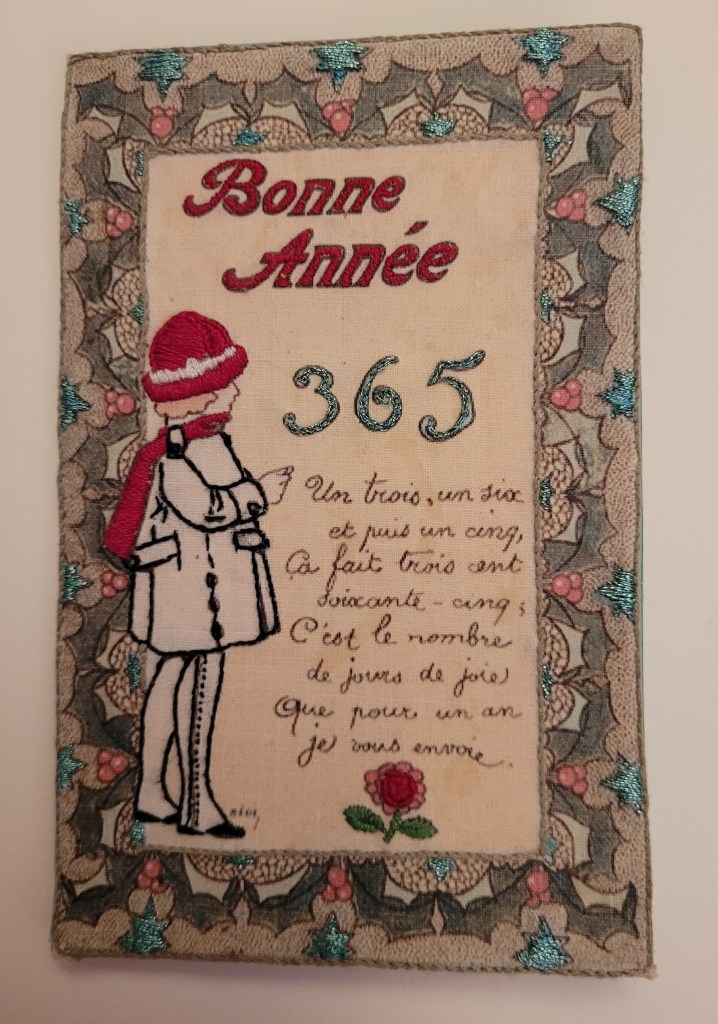 Bonne
Année
365
Un trois, un six
et puis un cinq,
Ça fait trois cent
soixante-cinq;
C'est le nombre
de jours de joie
Que pour un an
je vous envoie.